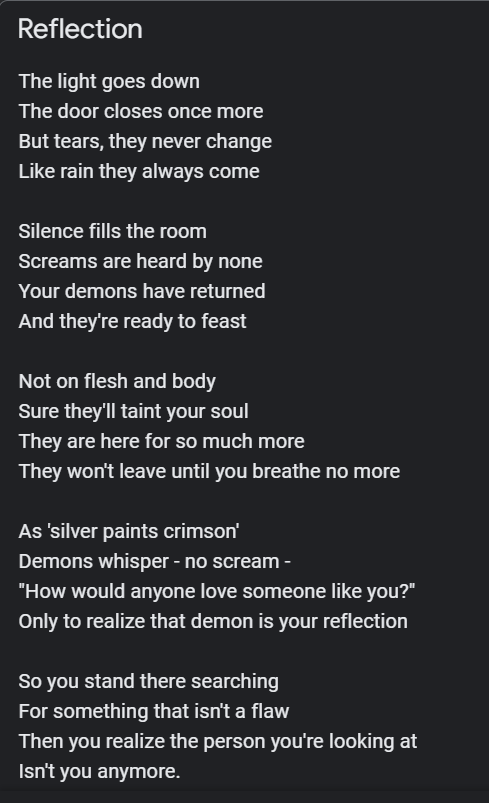 Reflection
The light goes down
The door closes once more
But tears, they never change
Like rain they always come
Silence fills the room
Screams are heard by none
Your demons have returned
And they're ready to feast
Not on flesh and body
Sure they'll taint your soul
They are here for so much more
They won't leave until you breathe no more
As 'silver paints crimson'
Demons whisper - no scream -
"How would anyone love someone like you?"
Only to realize that demon is your reflection
So you stand there searching
For something that isn't a flaw
Then you realize the person you're looking at
Isn't you anymore.